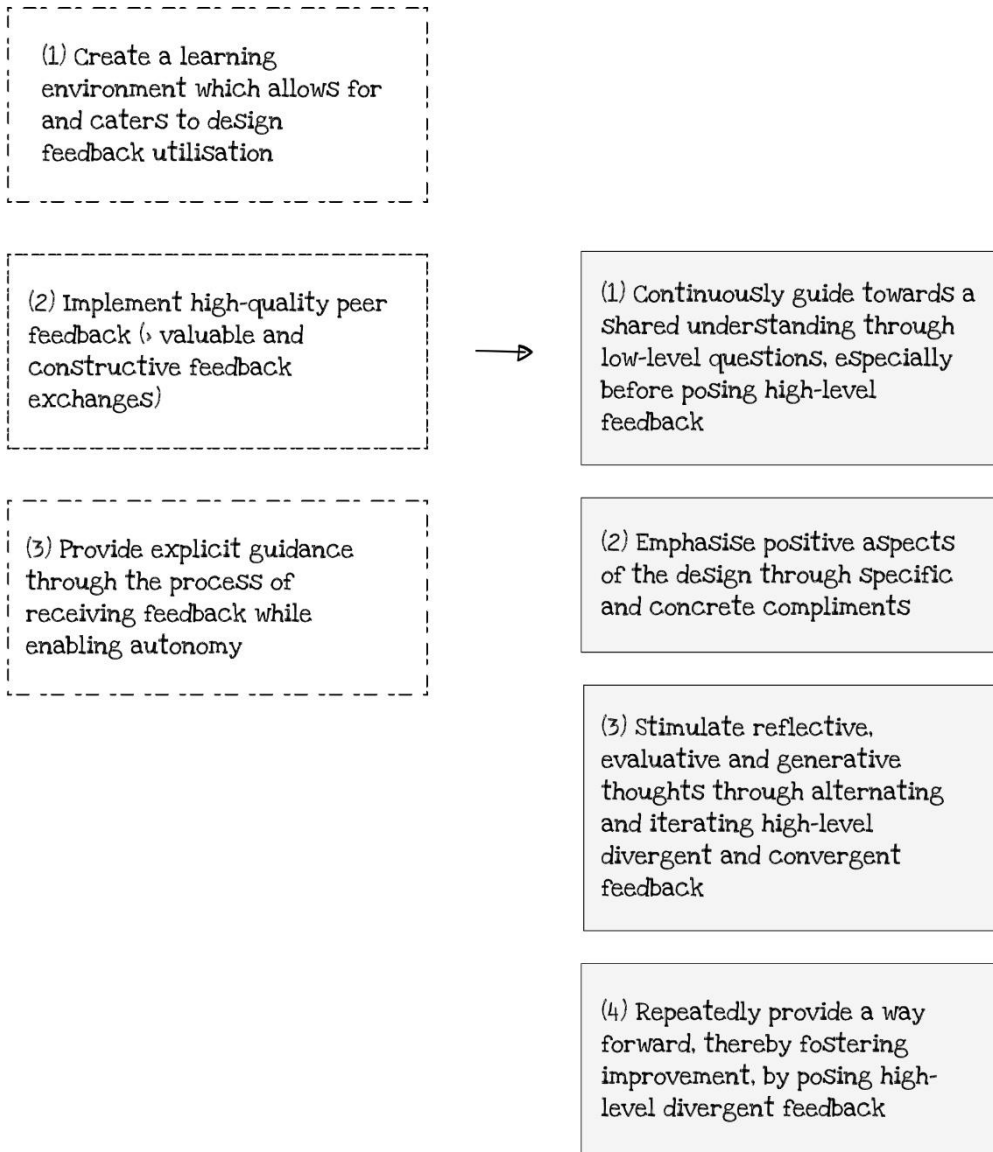 (1) Create a learning
environment which allows for
and caters to design
feedback utilisation
(2) Implement high-quality peer
feedback (› valuable and
constructive feedback
exchanges)
(3) Provide explicit guidance
through the process of
receiving feedback while
enabling autonomy
(1) Continuously guide towards a
shared understanding through
low-level questions, especially
before posing high-level
feedback
(2) Emphasise positive aspects
of the design through specific
and concrete compliments
(3) Stimulate reflective,
evaluative and generative
thoughts through alternating
and iterating high-level
divergent and convergent
feedback
(4) Repeatedly provide a way
forward, thereby fostering
improvement, by posing high-
level divergent feedback